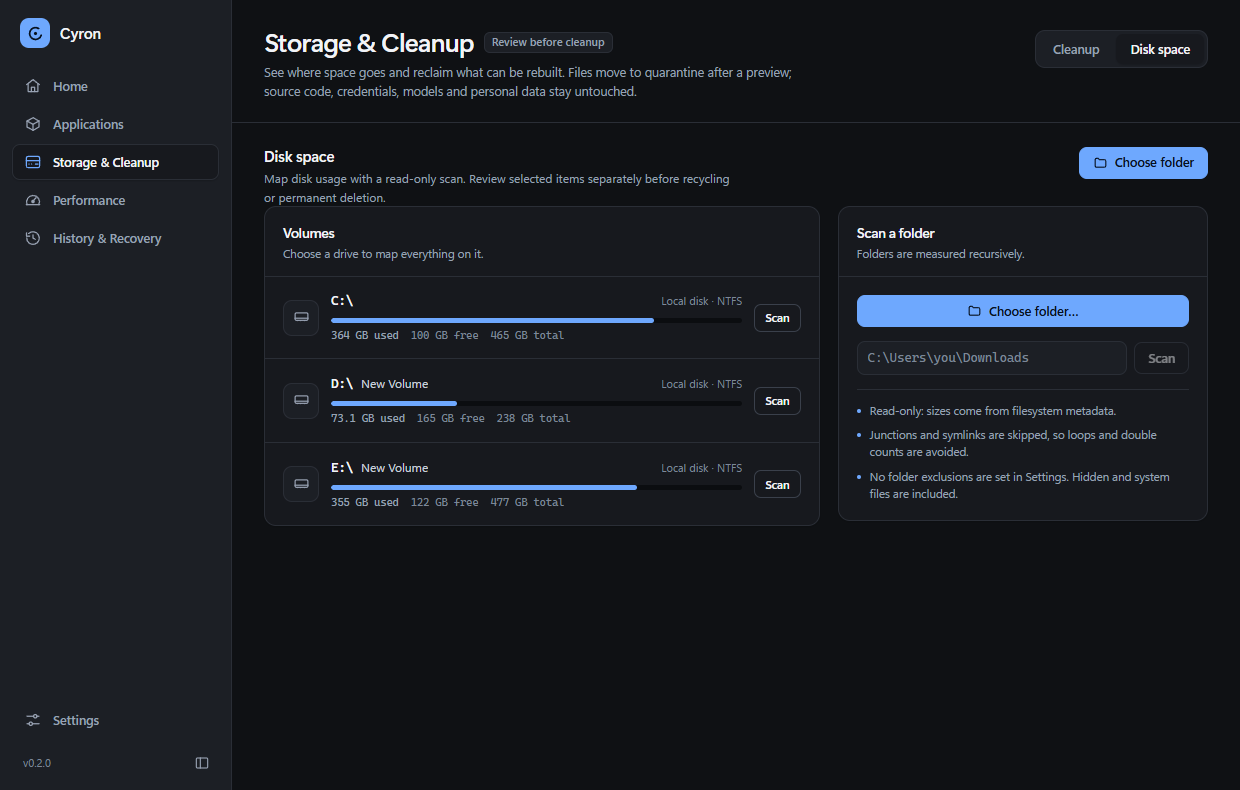 Cyron
Home
Applications
Storage & Cleanup
Performance
History & Recovery
Settings
v0.2.0
Storage & Cleanup
Review before cleanup
See where space goes and reclaim what can be rebuilt. Files move to quarantine after a preview;
source code, credentials, models and personal data stay untouched.
Cleanup
Disk space
Disk space
Map disk usage with a read-only scan. Review selected items separately before recycling
or permanent deletion.
Choose folder
Volumes
Choose a drive to map everything on it.
C:\
Local disk · NTFS
364 GB used 100 GB free 465 GB total
Scan
D:\ New Volume
Local disk · NTFS
73.1 GB used 165 GB free 238 GB total
Scan
E:\ New Volume
Local disk · NTFS
355 GB used 122 GB free 477 GB total
Scan
Scan a folder
Folders are measured recursively.
Choose folder...
C:\Users\you\Downloads
Scan
• Read-only: sizes come from filesystem metadata.
• Junctions and symlinks are skipped, so loops and double
counts are avoided.
• No folder exclusions are set in Settings. Hidden and system
files are included.